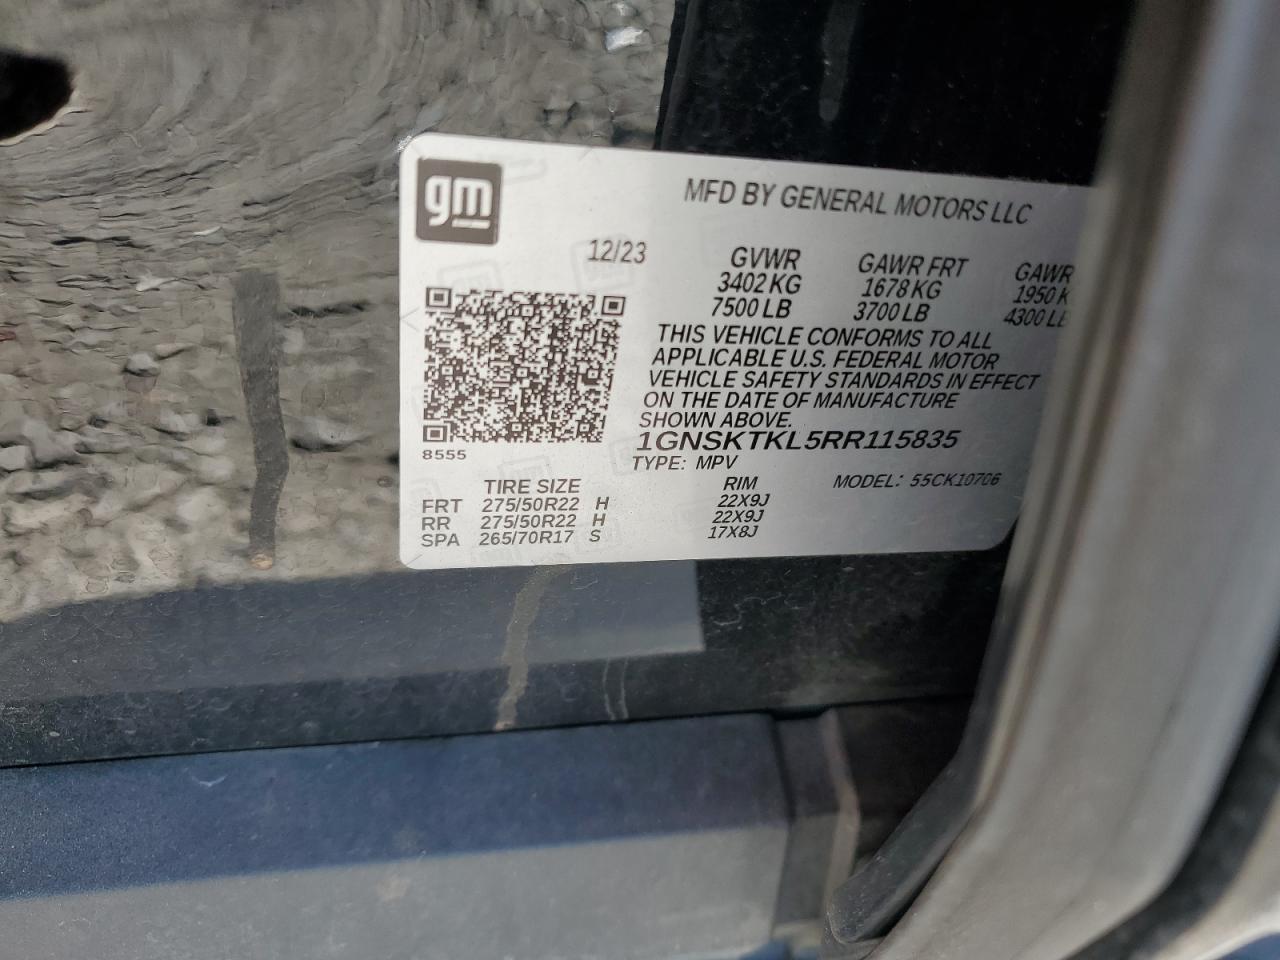 gm
MFD BY GENERAL MOTORS LLC
12/23 GVWR GAWR FRT GAWR
3402 KG 1678 KG 1950 K
7500 LB 3700 LB 4300 LB
THIS VEHICLE CONFORMS TO ALL
APPLICABLE U.S. FEDERAL MOTOR
VEHICLE SAFETY STANDARDS IN EFFECT
ON THE DATE OF MANUFACTURE
SHOWN ABOVE.
8555 1GNSKTKL5RR115835
TYPE: MPV MODEL: 55CK10706
TIRE SIZE RIM
FRT 275/50R22 H 22X9J
RR 275/50R22 H 22X9J
SPA 265/70R17 S 17X8J